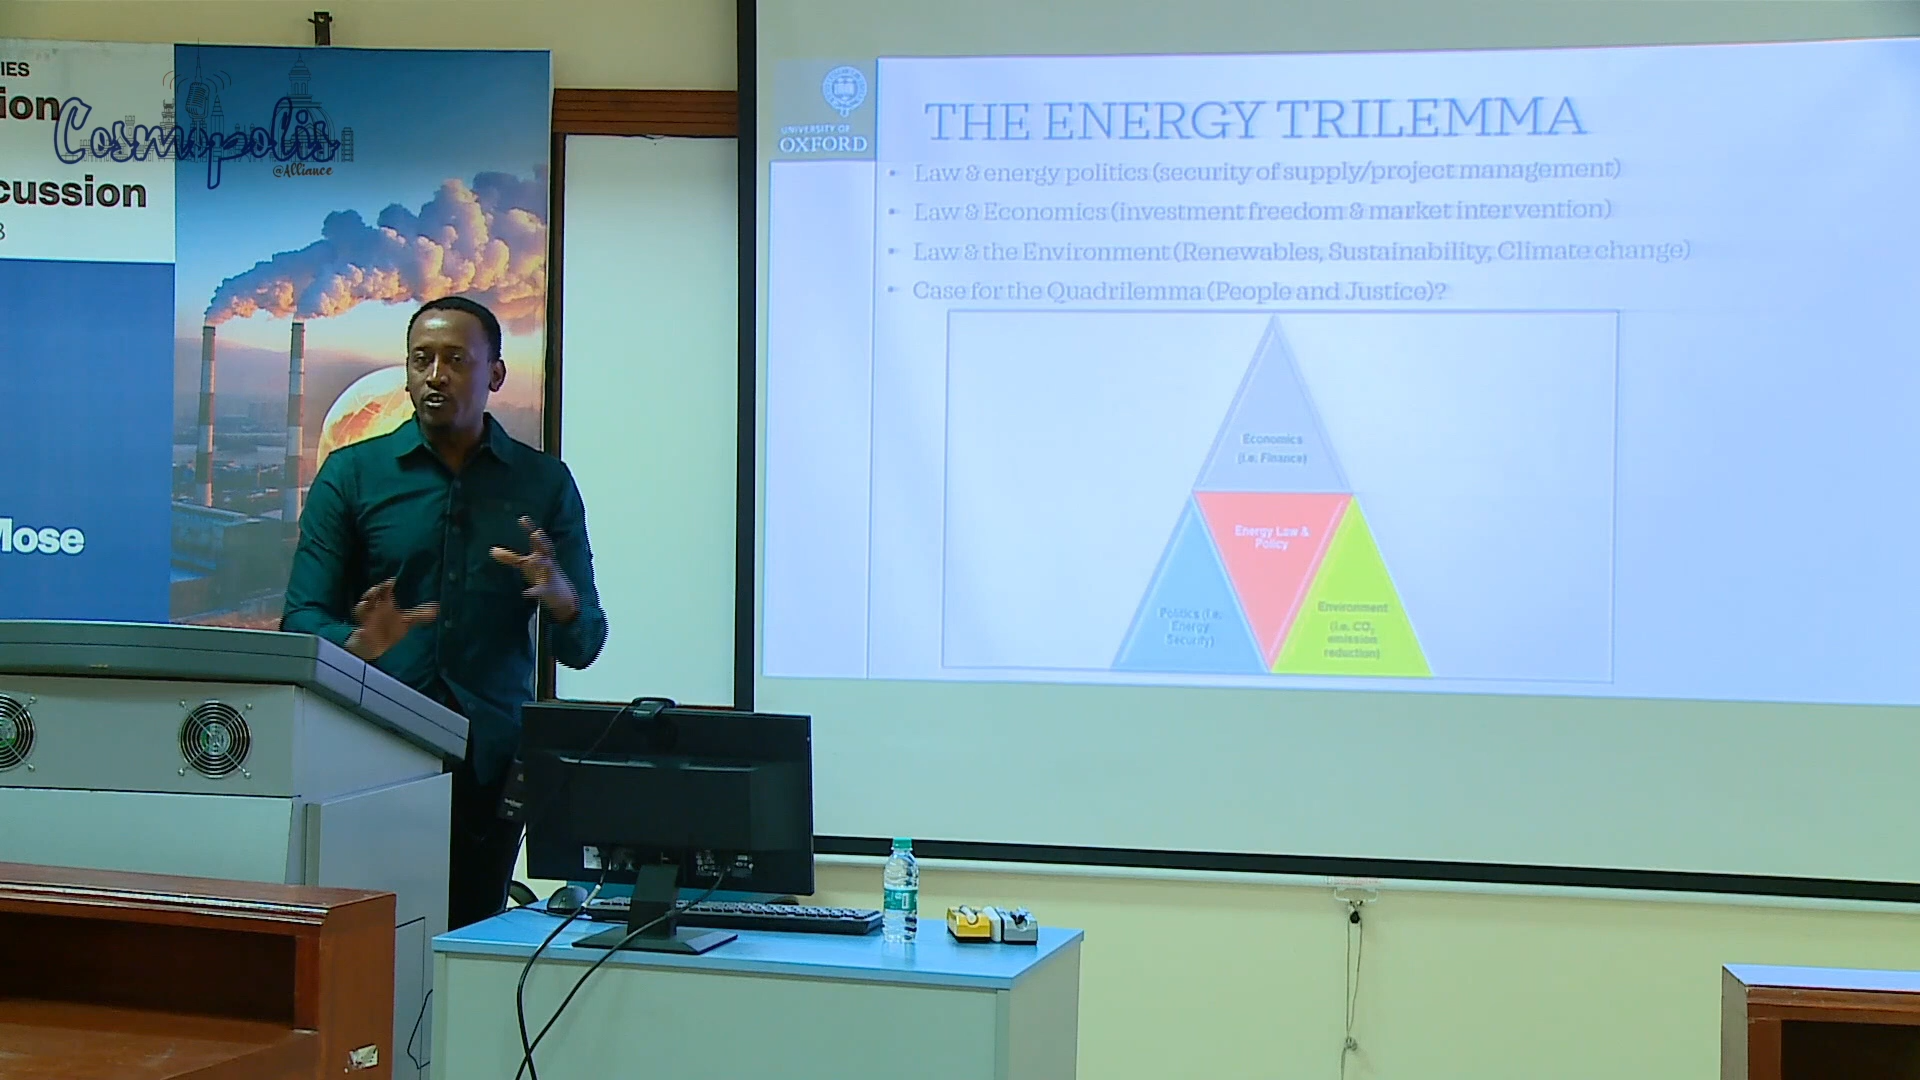 IES
ion
Cosmopolis
@Alliance
cussion
Mose
UNIVERSITY OF
OXFORD
THE ENERGY TRILEMMA
• Law & energy politics (security of supply/project management)
• Law & Economics (investment freedom & market intervention)
• Law & the Environment (Renewables, Sustainability, Climate change)
• Case for the Quadrilemma (People and Justice)?
Economics
(i.e. Finance)
Energy Law &
Policy
Politics (i.e.
Energy
Security)
Environment
(i.e. CO₂
emission
reduction)